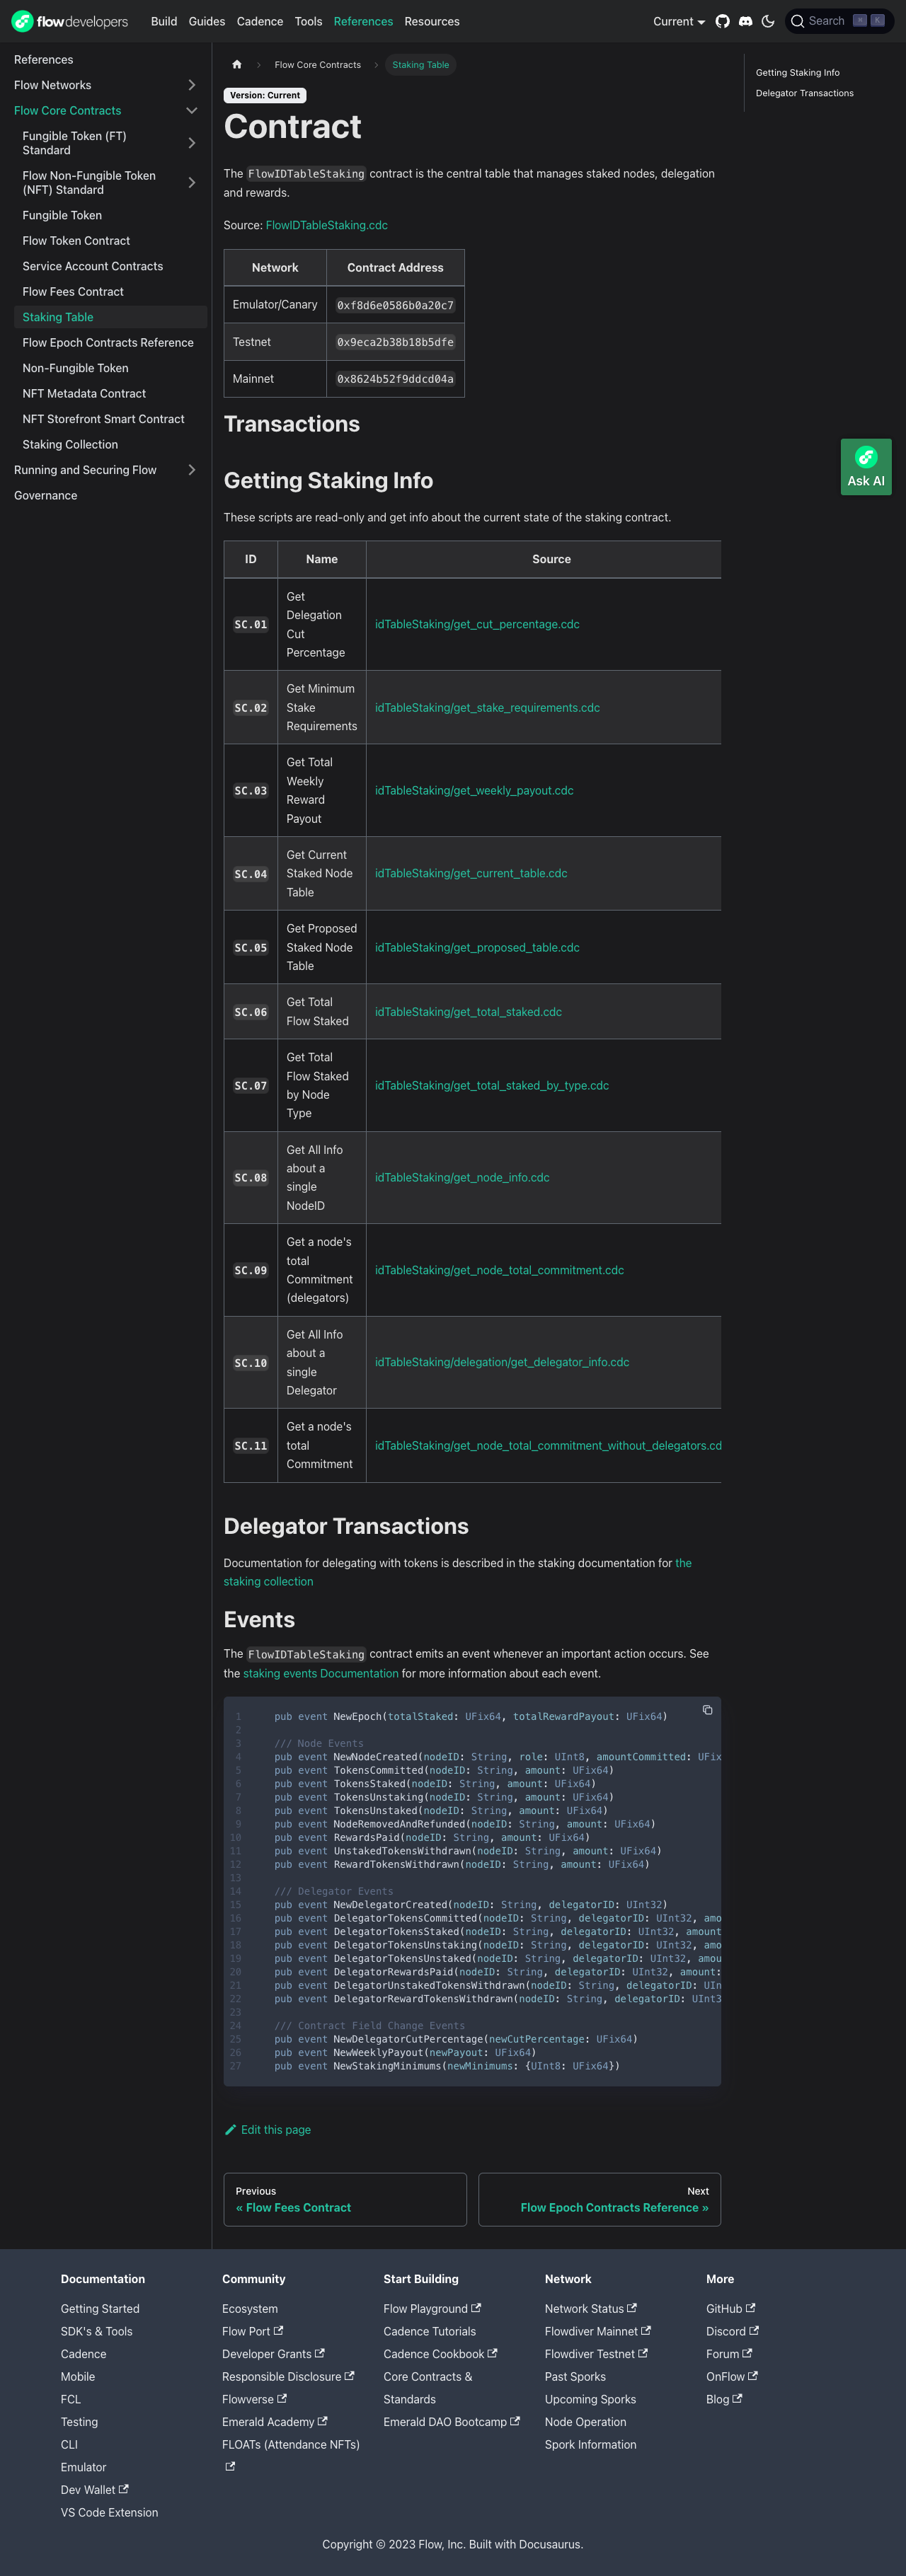 flow developers
Build Guides Cadence Tools References Resources
Current
Search ⌘ K
References
Flow Networks
Flow Core Contracts
Fungible Token (FT)
Standard
Flow Non-Fungible Token
(NFT) Standard
Fungible Token
Flow Token Contract
Service Account Contracts
Flow Fees Contract
Staking Table
Flow Epoch Contracts Reference
Non-Fungible Token
NFT Metadata Contract
NFT Storefront Smart Contract
Staking Collection
Running and Securing Flow
Governance
Flow Core Contracts
Staking Table
Version: Current
Contract
The FlowIDTableStaking contract is the central table that manages staked nodes, delegation
and rewards.
Source: FlowIDTableStaking.cdc
Network Contract Address
Emulator/Canary 0xf8d6e0586b0a20c7
Testnet 0x9eca2b38b18b5dfe
Mainnet 0x8624b52f9ddcd04a
Transactions
Getting Staking Info
These scripts are read-only and get info about the current state of the staking contract.
ID Name Source
SC.01 Get
Delegation
Cut
Percentage
idTableStaking/get_cut_percentage.cdc
SC.02 Get Minimum
Stake
Requirements
idTableStaking/get_stake_requirements.cdc
SC.03 Get Total
Weekly
Reward
Payout
idTableStaking/get_weekly_payout.cdc
SC.04 Get Current
Staked Node
Table
idTableStaking/get_current_table.cdc
SC.05 Get Proposed
Staked Node
Table
idTableStaking/get_proposed_table.cdc
SC.06 Get Total
Flow Staked
idTableStaking/get_total_staked.cdc
SC.07 Get Total
Flow Staked
by Node
Type
idTableStaking/get_total_staked_by_type.cdc
SC.08 Get All Info
about a
single
NodeID
idTableStaking/get_node_info.cdc
SC.09 Get a node's
total
Commitment
(delegators)
idTableStaking/get_node_total_commitment.cdc
SC.10 Get All Info
about a
single
Delegator
idTableStaking/delegation/get_delegator_info.cdc
SC.11 Get a node's
total
Commitment
idTableStaking/get_node_total_commitment_without_delegators.cd
Delegator Transactions
Documentation for delegating with tokens is described in the staking documentation for the
staking collection
Events
The FlowIDTableStaking contract emits an event whenever an important action occurs. See
the staking events Documentation for more information about each event.
1 pub event NewEpoch(totalStaked: UFix64, totalRewardPayout: UFix64)
2
3 /// Node Events
4 pub event NewNodeCreated(nodeID: String, role: UInt8, amountCommitted: UFix
5 pub event TokensCommitted(nodeID: String, amount: UFix64)
6 pub event TokensStaked(nodeID: String, amount: UFix64)
7 pub event TokensUnstaking(nodeID: String, amount: UFix64)
8 pub event TokensUnstaked(nodeID: String, amount: UFix64)
9 pub event NodeRemovedAndRefunded(nodeID: String, amount: UFix64)
10 pub event RewardsPaid(nodeID: String, amount: UFix64)
11 pub event UnstakedTokensWithdrawn(nodeID: String, amount: UFix64)
12 pub event RewardTokensWithdrawn(nodeID: String, amount: UFix64)
13
14 /// Delegator Events
15 pub event NewDelegatorCreated(nodeID: String, delegatorID: UInt32)
16 pub event DelegatorTokensCommitted(nodeID: String, delegatorID: UInt32, amo
17 pub event DelegatorTokensStaked(nodeID: String, delegatorID: UInt32, amount
18 pub event DelegatorTokensUnstaking(nodeID: String, delegatorID: UInt32, amo
19 pub event DelegatorTokensUnstaked(nodeID: String, delegatorID: UInt32, amou
20 pub event DelegatorRewardsPaid(nodeID: String, delegatorID: UInt32, amount:
21 pub event DelegatorUnstakedTokensWithdrawn(nodeID: String, delegatorID: UIn
22 pub event DelegatorRewardTokensWithdrawn(nodeID: String, delegatorID: UInt3
23
24 /// Contract Field Change Events
25 pub event NewDelegatorCutPercentage(newCutPercentage: UFix64)
26 pub event NewWeeklyPayout(newPayout: UFix64)
27 pub event NewStakingMinimums(newMinimums: {UInt8: UFix64})
Edit this page
Previous
« Flow Fees Contract
Next
Flow Epoch Contracts Reference »
Getting Staking Info
Delegator Transactions
Ask AI
Documentation
Getting Started
SDK's & Tools
Cadence
Mobile
FCL
Testing
CLI
Emulator
Dev Wallet
VS Code Extension
Community
Ecosystem
Flow Port
Developer Grants
Responsible Disclosure
Flowverse
Emerald Academy
FLOATs (Attendance NFTs)
Start Building
Flow Playground
Cadence Tutorials
Cadence Cookbook
Core Contracts &
Standards
Emerald DAO Bootcamp
Network
Network Status
Flowdiver Mainnet
Flowdiver Testnet
Past Sporks
Upcoming Sporks
Node Operation
Spork Information
More
GitHub
Discord
Forum
OnFlow
Blog
Copyright © 2023 Flow, Inc. Built with Docusaurus.